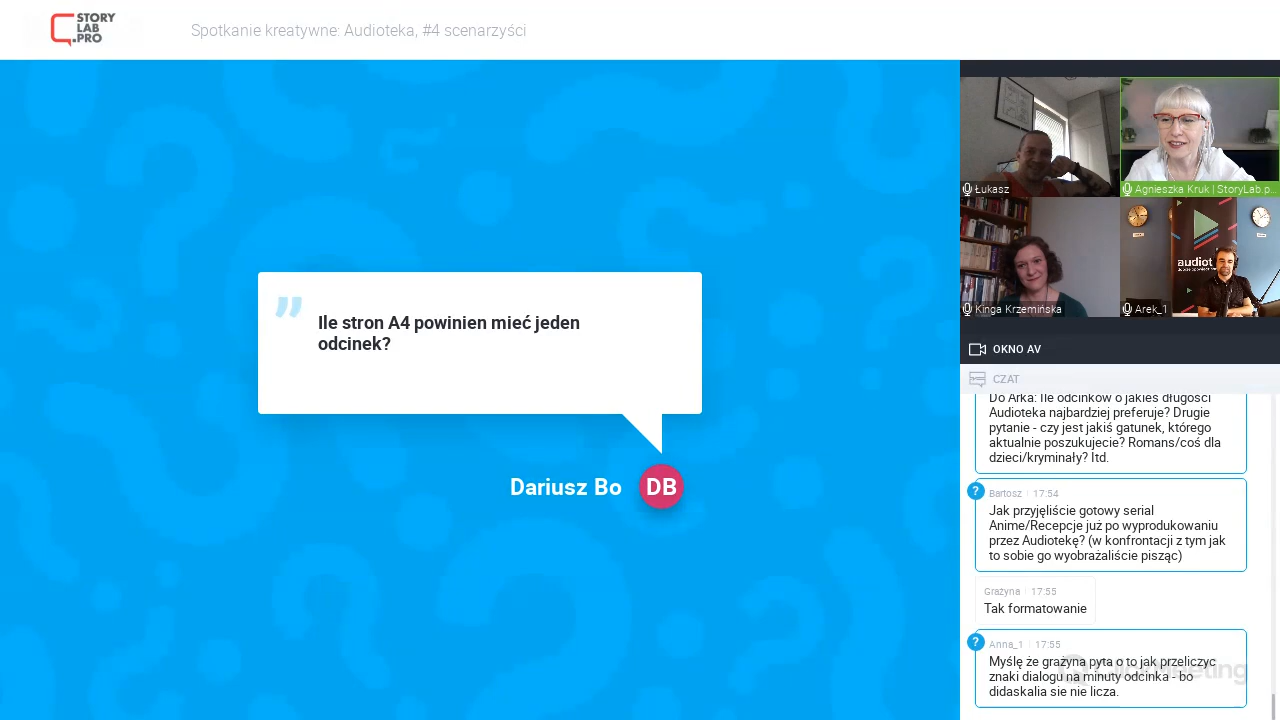 STORY
LAB
.PRO
Spotkanie kreatywne: Audioteka, #4 scenarzyści
Ile stron A4 powinien mieć jeden
odcinek?
Dariusz Bo
DB
Łukasz
Agnieszka Kruk | StoryLab.p...
audiot
Kinga Krzemińska
Arek_1
OKNO AV
CZAT
Do Arka: Ile odcinków o jakieś długości
Audioteka najbardziej preferuje? Drugie
pytanie - czy jest jakiś gatunek, którego
aktualnie poszukujecie? Romans/coś dla
dzieci/kryminały? Itd.
?
Bartosz 17:54
Jak przyjęliście gotowy serial
Anime/Recepcje już po wyprodukowaniu
przez Audiotekę? (w konfrontacji z tym jak
to sobie go wyobrażaliście pisząc)
Grażyna 17:55
Tak formatowanie
?
Anna_1 17:55
Myślę że grażyna pyta o to jak przeliczyc
znaki dialogu na minuty odcinka - bo
didaskalia sie nie licza.